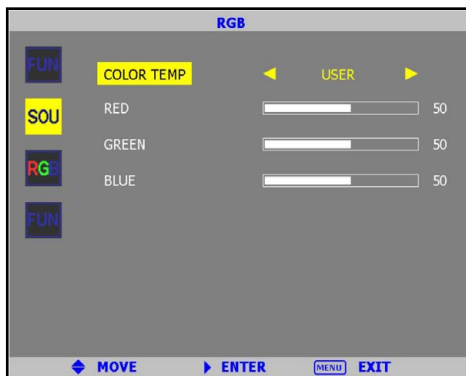 RGB
FUN
COLOR TEMP USER
SOU
RED 50
GREEN 50
RGB
BLUE 50
FUN
MOVE ENTER MENU EXIT